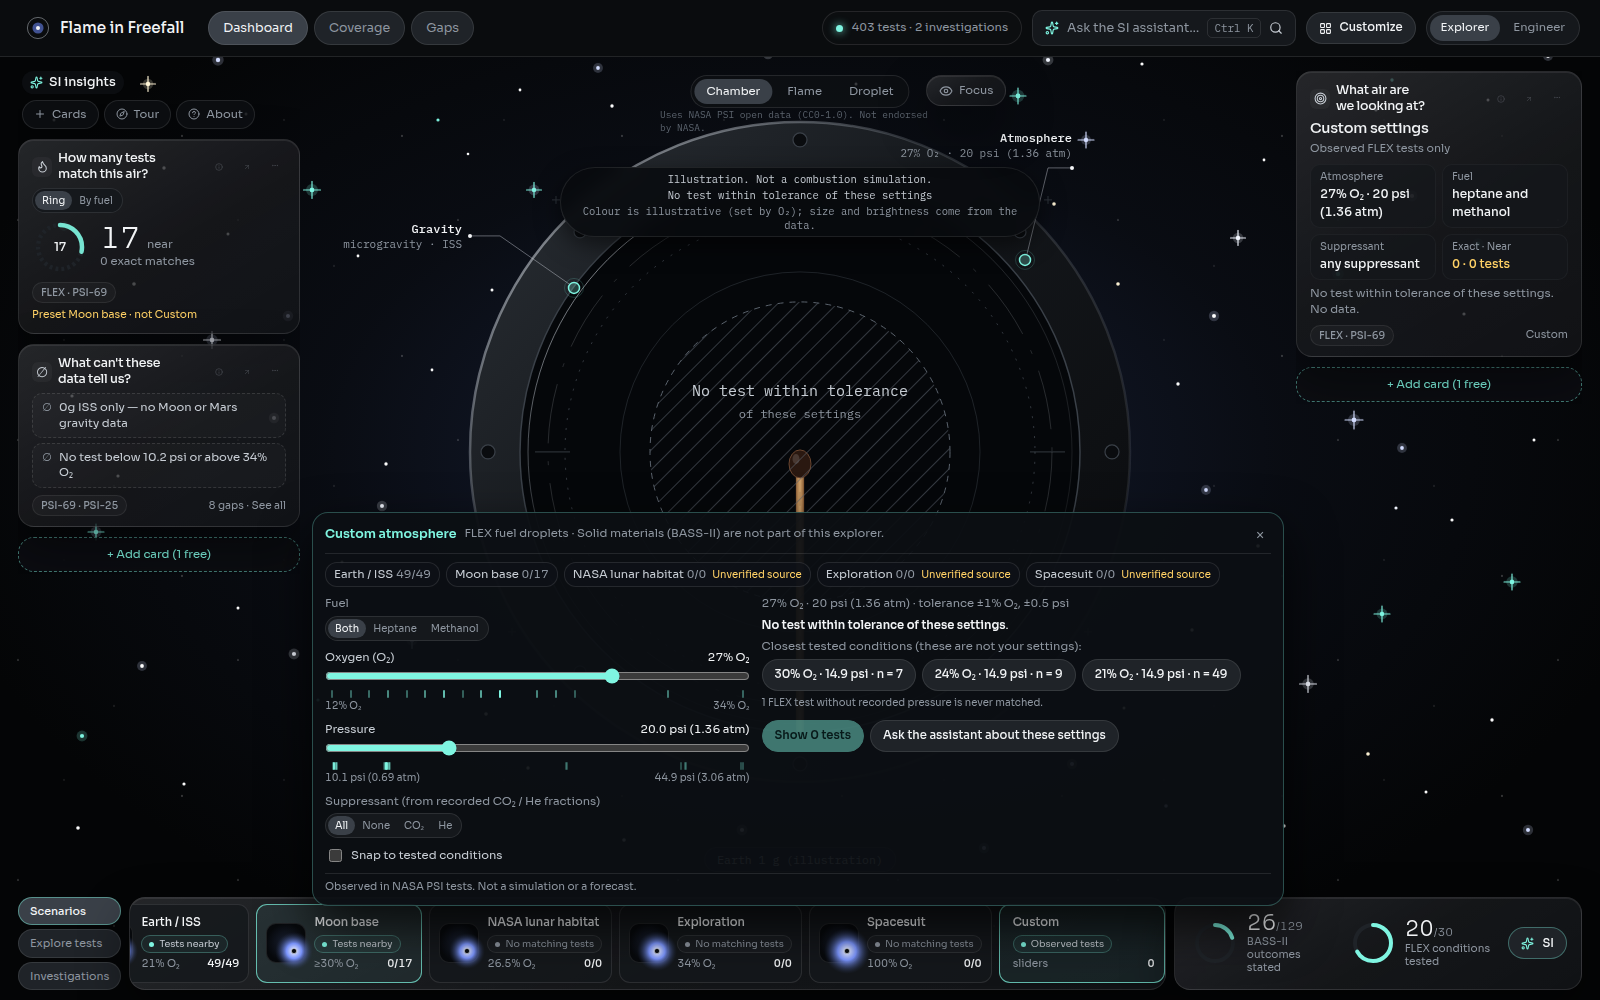 Flame in Freefall
Dashboard
Coverage
Gaps
403 tests · 2 investigations
Ask the SI assistant...
Ctrl K
Customize
Explorer
Engineer
SI insights
Cards
Tour
About
How many tests
match this air?
Ring
By fuel
17
17 near
0 exact matches
FLEX · PSI-69
Preset Moon base · not Custom
What can't these
data tell us?
∅ 0g ISS only — no Moon or Mars
gravity data
∅ No test below 10.2 psi or above 34%
O₂
PSI-69 · PSI-25
8 gaps · See all
+ Add card (1 free)
Chamber
Flame
Droplet
Focus
Uses NASA PSI open data (CC0-1.0). Not endorsed
by NASA.
Atmosphere
27% O₂ · 20 psi (1.36 atm)
Illustration. Not a combustion simulation.
No test within tolerance of these settings
Colour is illustrative (set by O₂); size and brightness come from the
data.
Gravity
microgravity · ISS
No test within tolerance
of these settings
What air are
we looking at?
Custom settings
Observed FLEX tests only
Atmosphere
27% O₂ · 20 psi
(1.36 atm)
Fuel
heptane and
methanol
Suppressant
any suppressant
Exact · Near
0 · 0 tests
No test within tolerance of these settings.
No data.
FLEX · PSI-69
Custom
+ Add card (1 free)
Custom atmosphere
FLEX fuel droplets · Solid materials (BASS-II) are not part of this explorer.
×
Earth / ISS 49/49
Moon base 0/17
NASA lunar habitat 0/0 Unverified source
Exploration 0/0 Unverified source
Spacesuit 0/0 Unverified source
Fuel
Both
Heptane
Methanol
Oxygen (O₂)
27% O₂
12% O₂
34% O₂
Pressure
20.0 psi (1.36 atm)
10.1 psi (0.69 atm)
44.9 psi (3.06 atm)
Suppressant (from recorded CO₂ / He fractions)
All
None
CO₂
He
Snap to tested conditions
27% O₂ · 20 psi (1.36 atm) · tolerance ±1% O₂, ±0.5 psi
No test within tolerance of these settings.
Closest tested conditions (these are not your settings):
30% O₂ · 14.9 psi · n = 7
24% O₂ · 14.9 psi · n = 9
21% O₂ · 14.9 psi · n = 49
1 FLEX test without recorded pressure is never matched.
Show 0 tests
Ask the assistant about these settings
Earth 1 g (illustration)
Observed in NASA PSI tests. Not a simulation or a forecast.
Scenarios
Explore tests
Investigations
Earth / ISS
Tests nearby
21% O₂ 49/49
Moon base
Tests nearby
≥30% O₂ 0/17
NASA lunar habitat
No matching tests
26.5% O₂ 0/0
Exploration
No matching tests
34% O₂ 0/0
Spacesuit
No matching tests
100% O₂ 0/0
Custom
Observed tests
sliders 0
26/129
BASS-II
outcomes
stated
20/30
FLEX conditions
tested
SI